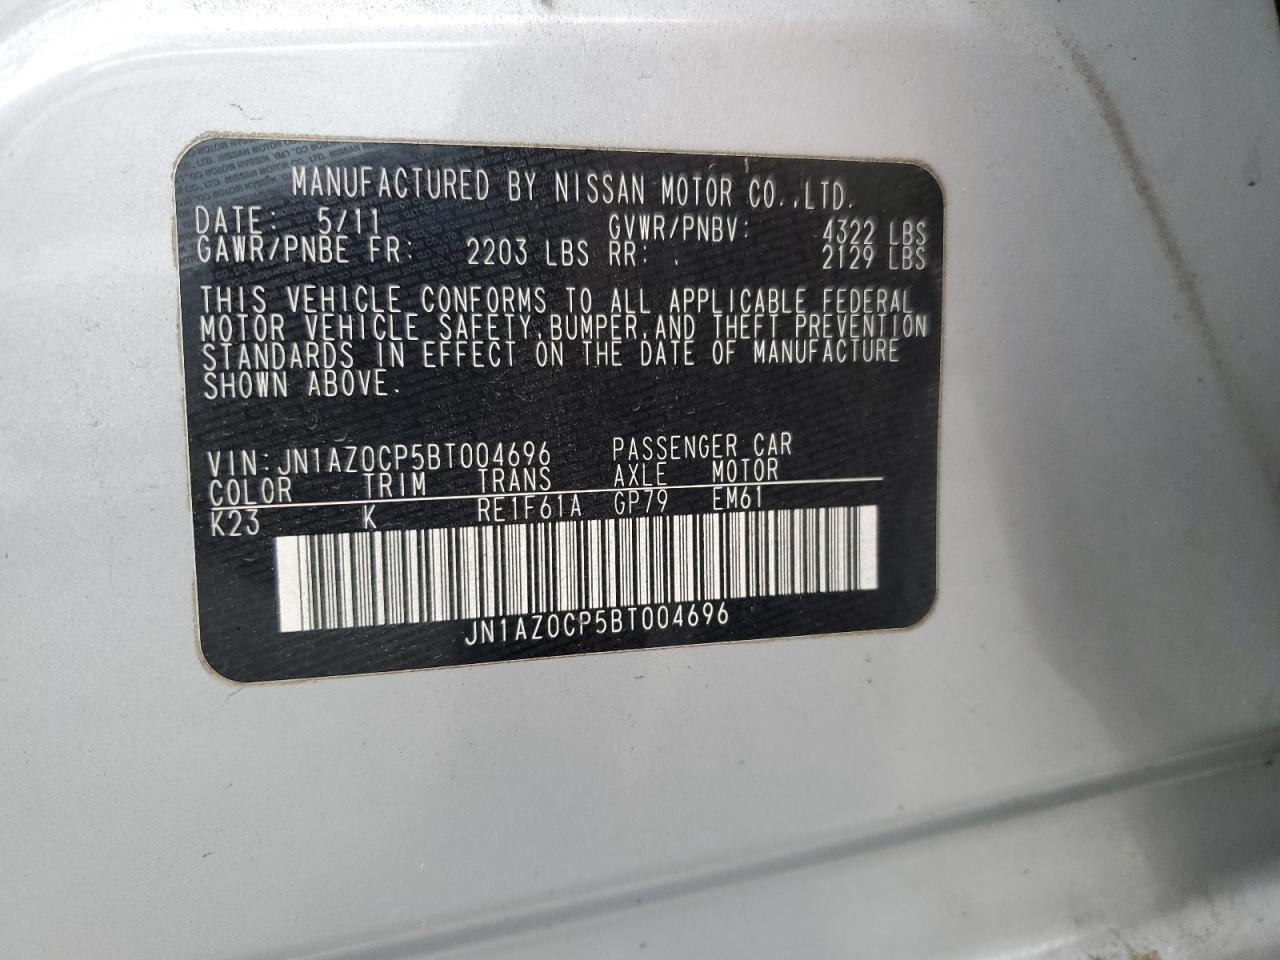 MANUFACTURED BY NISSAN MOTOR CO.,LTD.
DATE: 5/11 GVWR/PNBV: 4322 LBS
GAWR/PNBE FR: 2203 LBS RR: 2129 LBS
THIS VEHICLE CONFORMS TO ALL APPLICABLE FEDERAL
MOTOR VEHICLE SAFETY,BUMPER,AND THEFT PREVENTION
STANDARDS IN EFFECT ON THE DATE OF MANUFACTURE
SHOWN ABOVE.
VIN:JN1AZ0CP5BT004696 PASSENGER CAR
COLOR TRIM TRANS AXLE MOTOR
K23 K RE1F61A GP79 EM61
JN1AZ0CP5BT004696